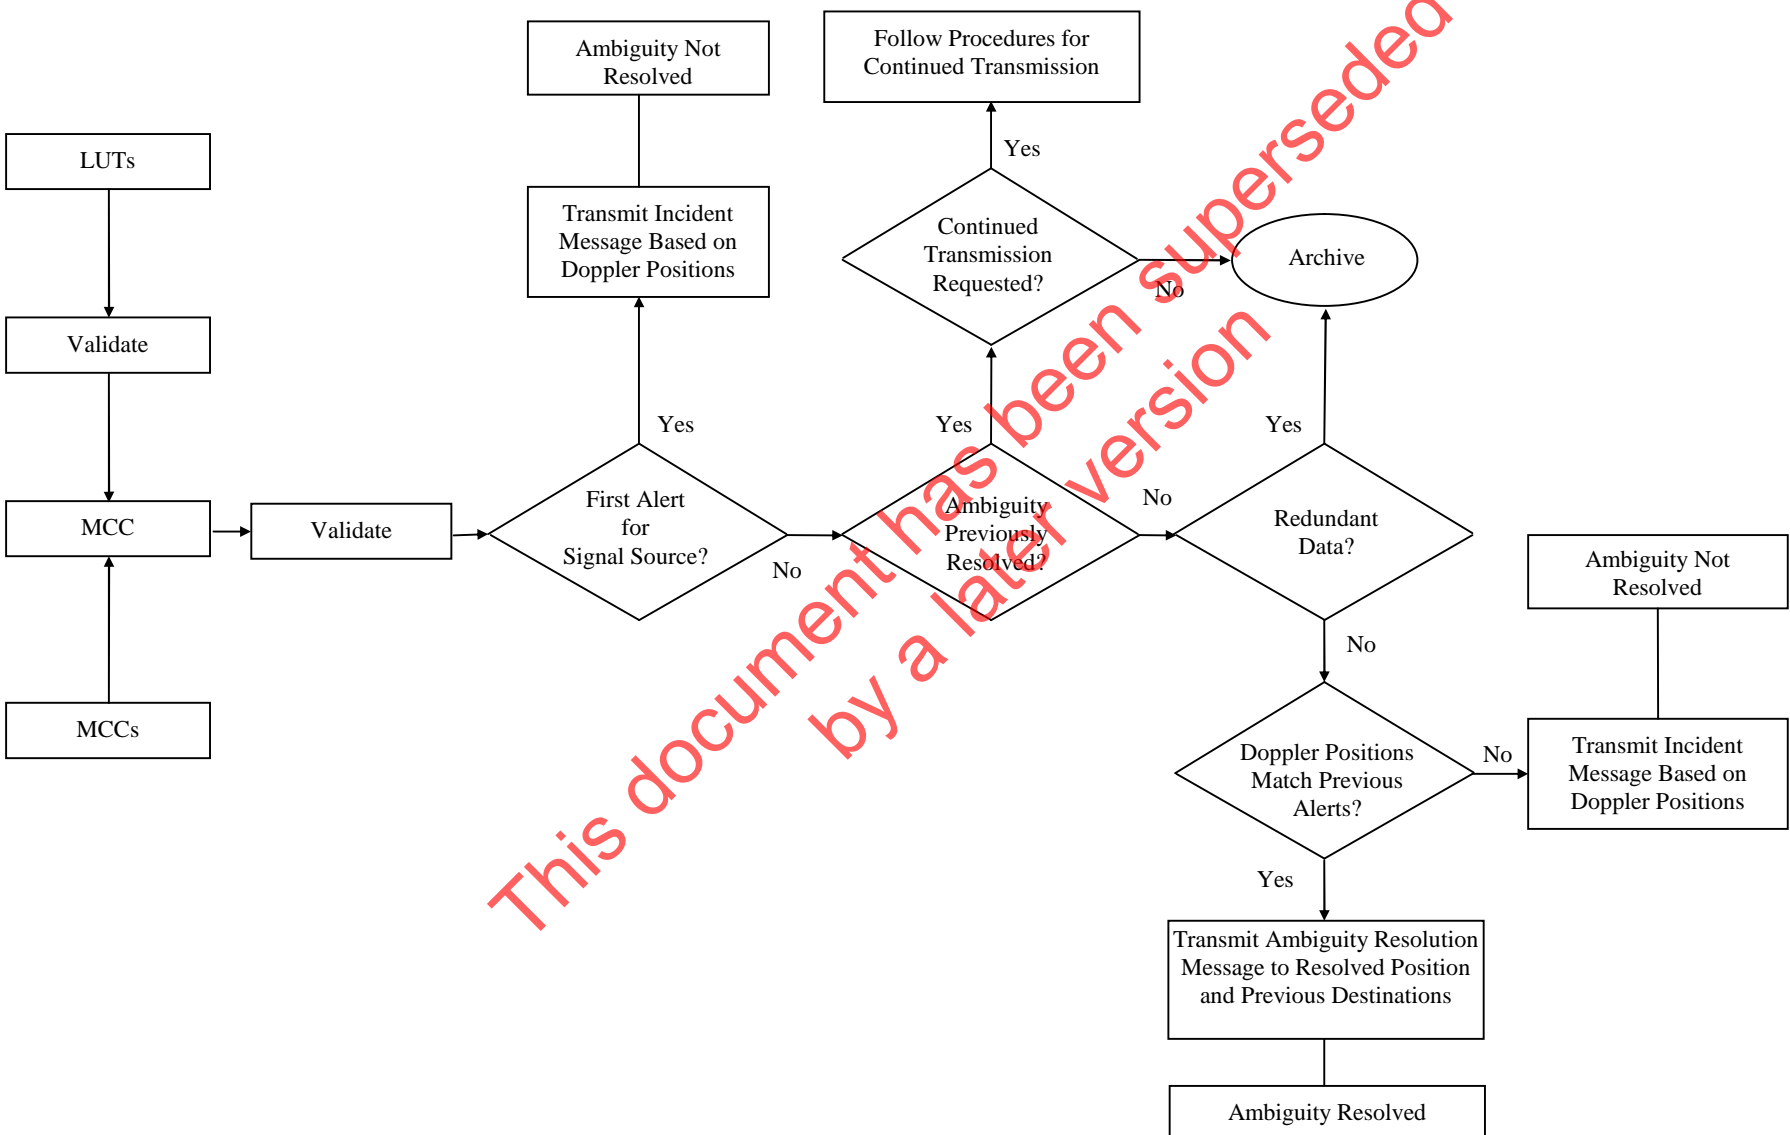 Ambiguity Not
Resolved
Follow Procedures for
Continued Transmission
LUTs
Yes
Transmit Incident
Message Based on
Doppler Positions
Continued
Transmission
Requested?
No
Archive
Validate
Yes
Yes
Yes
MCC
Validate
First Alert
for
Signal Source?
No
Ambiguity
Previously
Resolved?
No
Redundant
Data?
Ambiguity Not
Resolved
No
MCCs
Doppler Positions
Match Previous
Alerts?
No
Transmit Incident
Message Based on
Doppler Positions
Yes
Transmit Ambiguity Resolution
Message to Resolved Position
and Previous Destinations
Ambiguity Resolved
This document has been superseded
by a later version